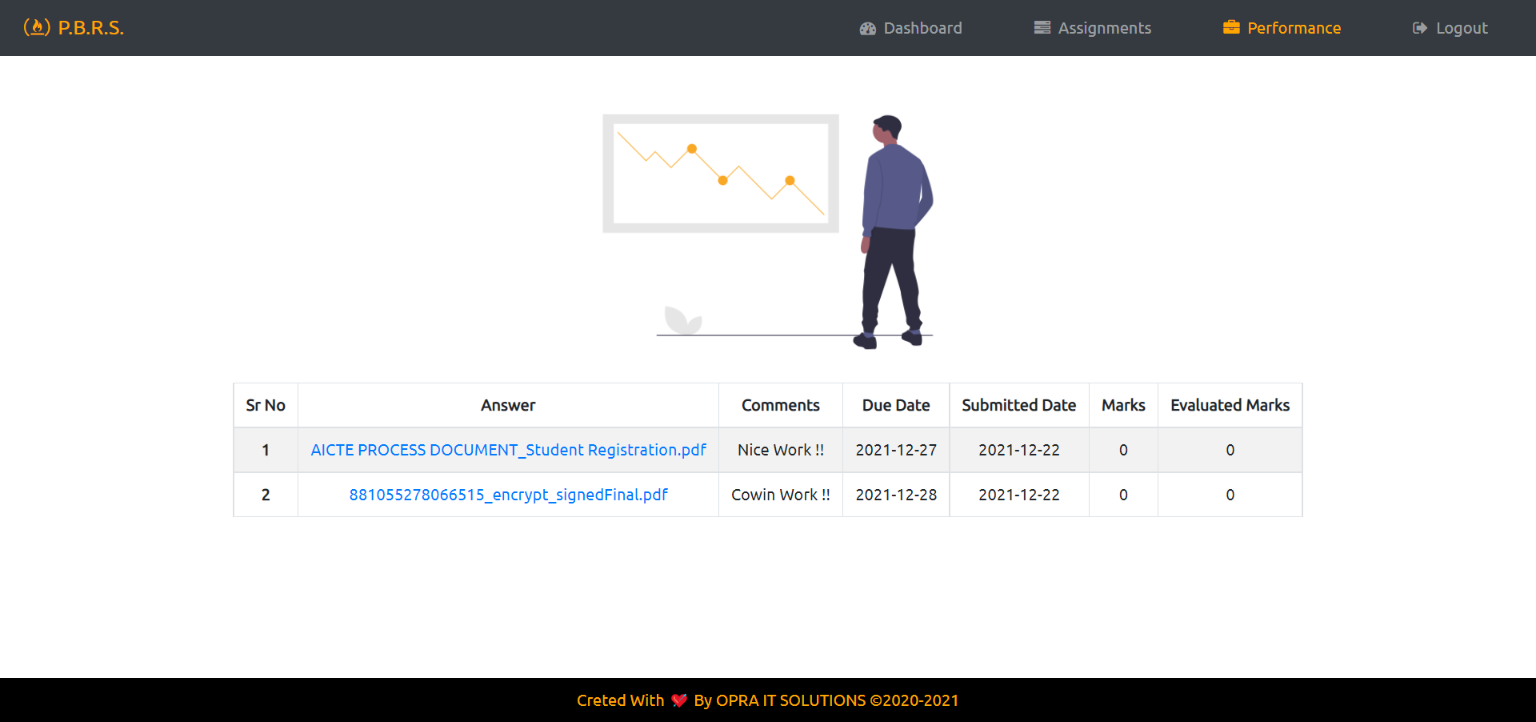 P.B.R.S. Dashboard Assignments Performance Logout
Sr No Answer Comments Due Date Submitted Date Marks Evaluated Marks
1 AICTE PROCESS DOCUMENT_Student Registration.pdf Nice Work !! 2021-12-27 2021-12-22 0 0
2 881055278066515_encrypt_signedFinal.pdf Cowin Work !! 2021-12-28 2021-12-22 0 0
Creted With ❤ By OPRA IT SOLUTIONS ©2020-2021